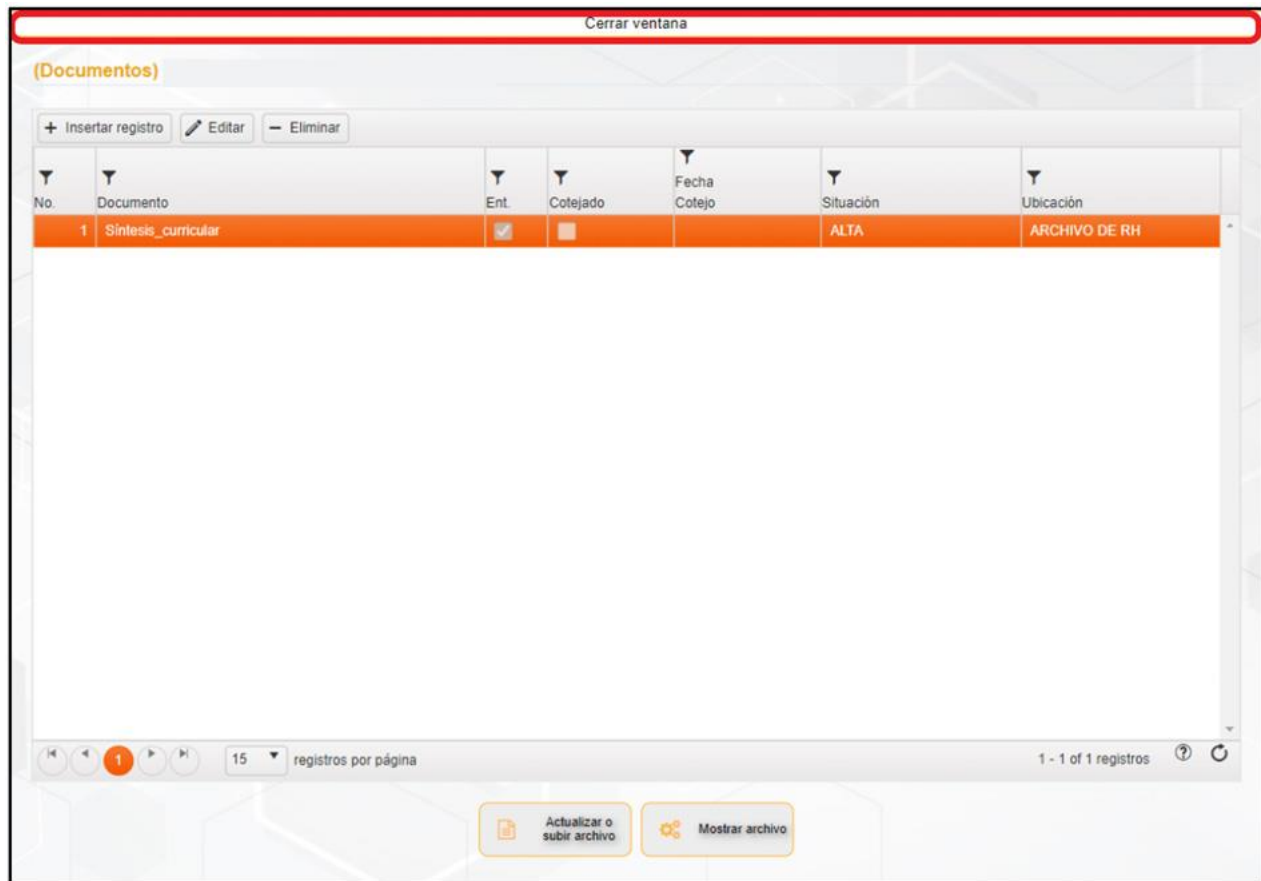 Cerrar ventana
(Documentos)
+ Insertar registro Editar − Eliminar
No. Documento Ent. Cotejado Fecha Cotejo Situación Ubicación
1 Síntesis_curricular ALTA ARCHIVO DE RH
1 15 registros por página 1 - 1 of 1 registros
Actualizar o
subir archivo
Mostrar archivo